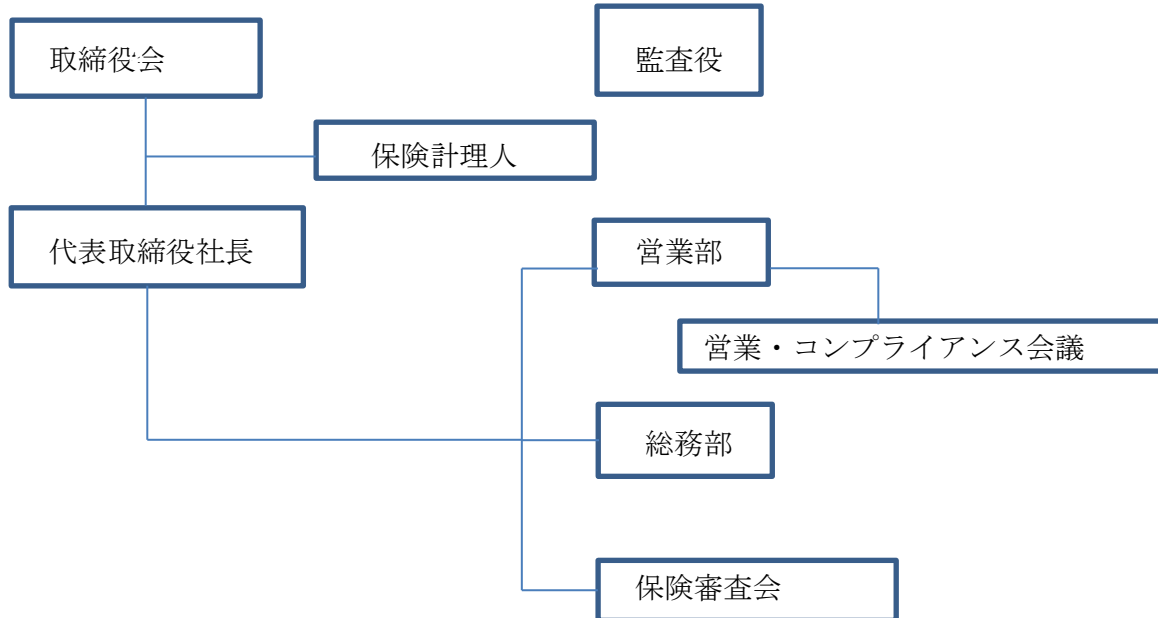 取締役会
監査役
保険計理人
代表取締役社長
営業部
営業・コンプライアンス会議
総務部
保険審査会